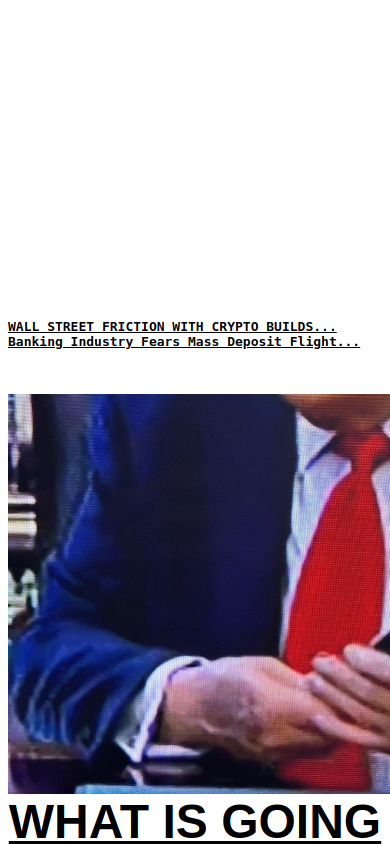 WALL STREET FRICTION WITH CRYPTO BUILDS...
Banking Industry Fears Mass Deposit Flight...
WHAT IS GOING